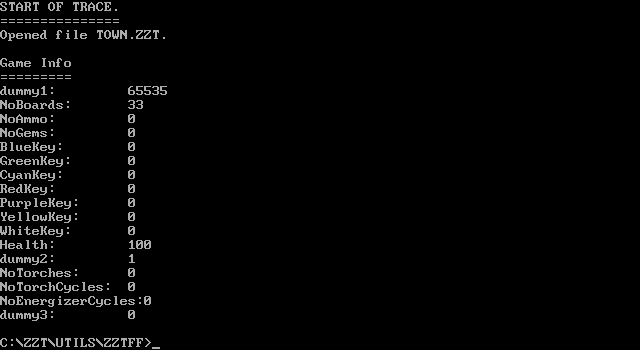 START OF TRACE.
===============
Opened file TOWN.ZZT.
Game Info
=========
dummy1: 65535
NoBoards: 33
NoAmmo: 0
NoGems: 0
BlueKey: 0
GreenKey: 0
CyanKey: 0
RedKey: 0
PurpleKey: 0
YellowKey: 0
WhiteKey: 0
Health: 100
dummy2: 1
NoTorches: 0
NoTorchCycles: 0
NoEnergizerCycles:0
dummy3: 0
C:\ZZT\UTILS\ZZTFF>_